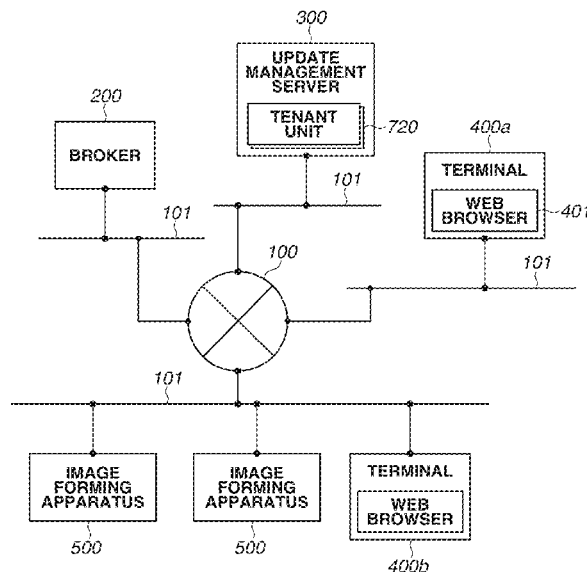 300
UPDATE
MANAGEMENT
SERVER
TENANT
UNIT
720
200
BROKER
400a
TERMINAL
WEB
BROWSER
401
101
101
100
101
101
IMAGE
FORMING
APPARATUS
500
IMAGE
FORMING
APPARATUS
500
TERMINAL
WEB
BROWSER
400b